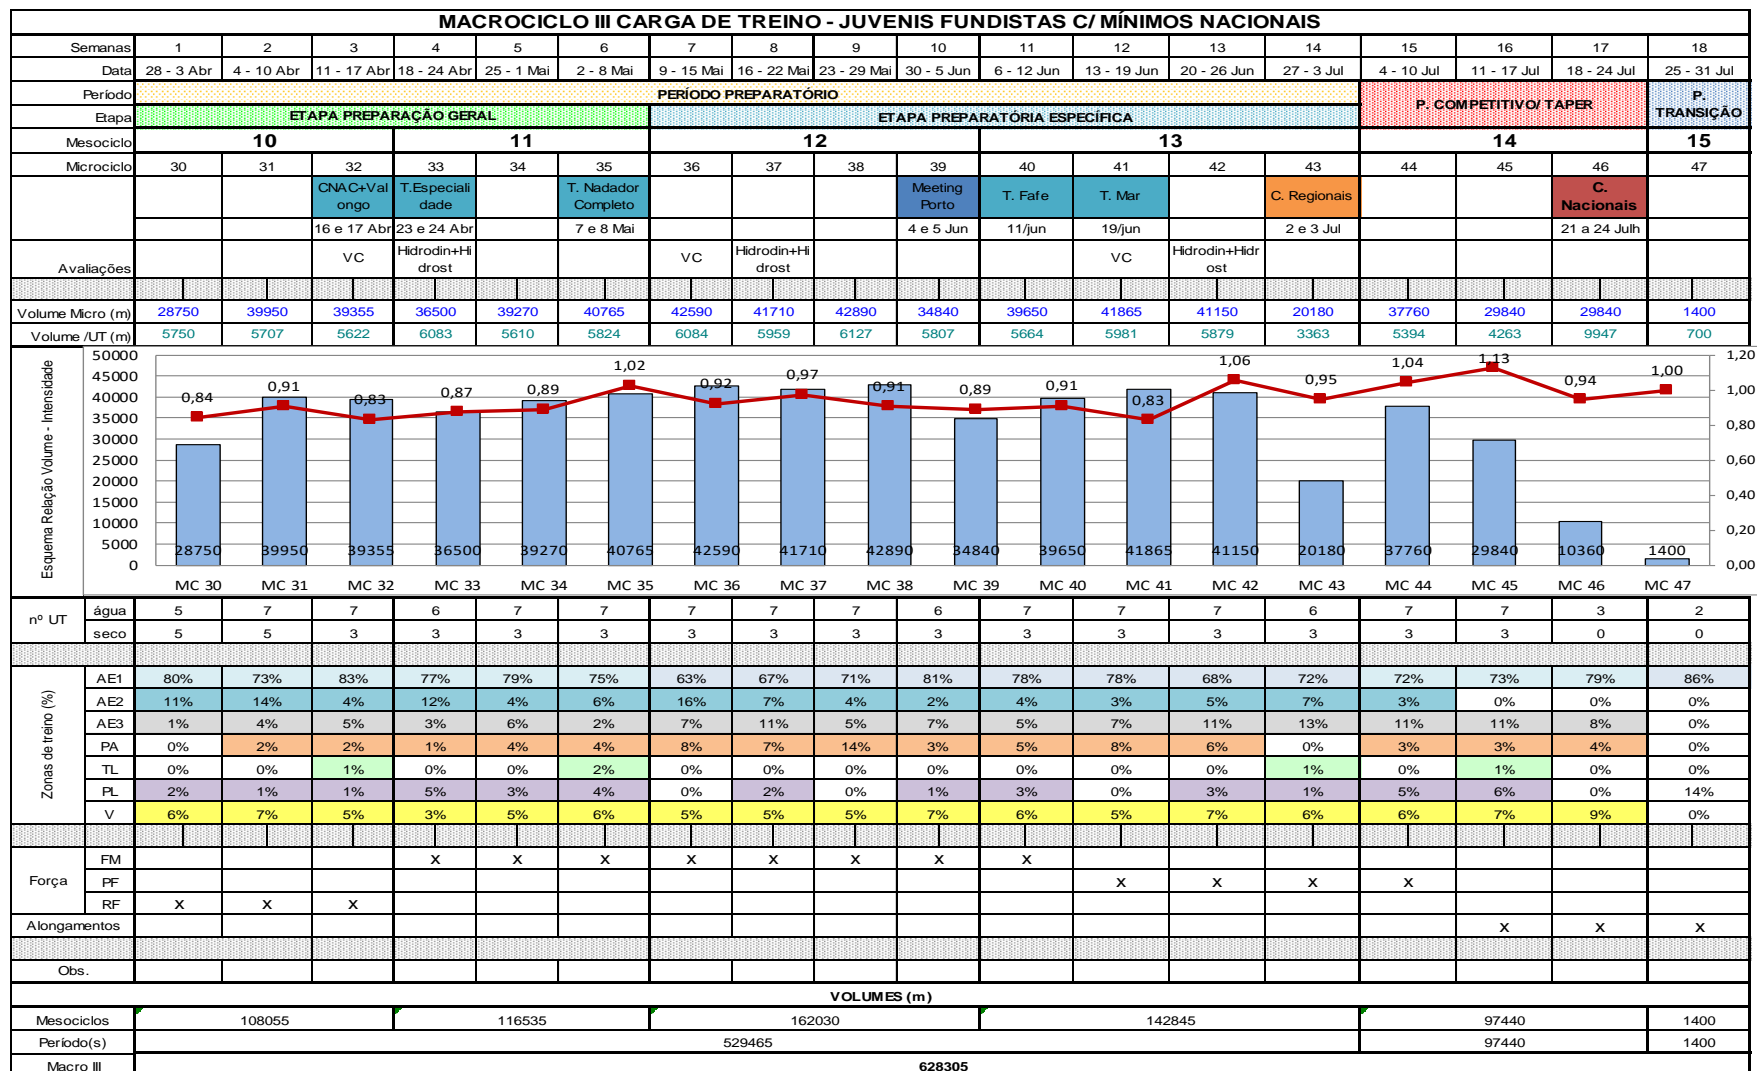 MACROCICLO III CARGA DE TREINO - JUVENIS FUNDISTAS C/ MÍNIMOS NACIONAIS
Semanas 1 2 3 4 5 6 7 8 9 10 11 12 13 14 15 16 17 18
Data 28 - 3 Abr 4 - 10 Abr 11 - 17 Abr 18 - 24 Abr 25 - 1 Mai 2 - 8 Mai 9 - 15 Mai 16 - 22 Mai 23 - 29 Mai 30 - 5 Jun 6 - 12 Jun 13 - 19 Jun 20 - 26 Jun 27 - 3 Jul 4 - 10 Jul 11 - 17 Jul 18 - 24 Jul 25 - 31 Jul
Período PERÍODO PREPARATÓRIO P. COMPETITIVO/ TAPER P. TRANSIÇÃO
Etapa ETAPA PREPARAÇÃO GERAL ETAPA PREPARATÓRIA ESPECÍFICA
Mesociclo 10 11 12 13 14 15
Microciclo 30 31 32 33 34 35 36 37 38 39 40 41 42 43 44 45 46 47
CNAC+Val ongo T.Especiali dade T. Nadador Completo Meeting Porto T. Fafe T. Mar C. Regionais C. Nacionais
16 e 17 Abr 23 e 24 Abr 7 e 8 Mai 4 e 5 Jun 11/jun 19/jun 2 e 3 Jul 21 a 24 Julh
Avaliações VC Hidrodin+Hi drost VC Hidrodin+Hi drost VC Hidrodin+Hidr ost
Volume Micro (m) 28750 39950 39355 36500 39270 40765 42590 41710 42890 34840 39650 41865 41150 20180 37760 29840 29840 1400
Volume /UT (m) 5750 5707 5622 6083 5610 5824 6084 5959 6127 5807 5664 5981 5879 3363 5394 4263 9947 700
Esquema Relação Volume - Intensidade
50000 45000 40000 35000 30000 25000 20000 15000 10000 5000 0
0,84 0,91 0,83 0,87 0,89 1,02 0,92 0,97 0,91 0,89 0,91 0,83 1,06 0,95 1,04 1,13 0,94 1,00
1,20 1,00 0,80 0,60 0,40 0,20 0,00
28750 39950 39355 36500 39270 40765 42590 41710 42890 34840 39650 41865 41150 20180 37760 29840 10360 1400
MC 30 MC 31 MC 32 MC 33 MC 34 MC 35 MC 36 MC 37 MC 38 MC 39 MC 40 MC 41 MC 42 MC 43 MC 44 MC 45 MC 46 MC 47
nº UT
água 5 7 7 6 7 7 7 7 7 6 7 7 7 6 7 7 3 2
seco 5 5 3 3 3 3 3 3 3 3 3 3 3 3 3 3 0 0
Zonas de treino (%)
AE1 80% 73% 83% 77% 79% 75% 63% 67% 71% 81% 78% 78% 68% 72% 72% 73% 79% 86%
AE2 11% 14% 4% 12% 4% 6% 16% 7% 4% 2% 4% 3% 5% 7% 3% 0% 0% 0%
AE3 1% 4% 5% 3% 6% 2% 7% 11% 5% 7% 5% 7% 11% 13% 11% 11% 8% 0%
PA 0% 2% 2% 1% 4% 4% 8% 7% 14% 3% 5% 8% 6% 0% 3% 3% 4% 0%
TL 0% 0% 1% 0% 0% 2% 0% 0% 0% 0% 0% 0% 0% 1% 0% 1% 0% 0%
PL 2% 1% 1% 5% 3% 4% 0% 2% 0% 1% 3% 0% 3% 1% 5% 6% 0% 14%
V 6% 7% 5% 3% 5% 6% 5% 5% 5% 7% 6% 5% 7% 6% 6% 7% 9% 0%
Força
FM x x x x x x x x
PF x x x x
RF x x x
Alongamentos x x x
Obs.
VOLUMES (m)
Mesociclos 108055 116535 162030 142845 97440 1400
Período(s) 529465 97440 1400
Macro III 628305